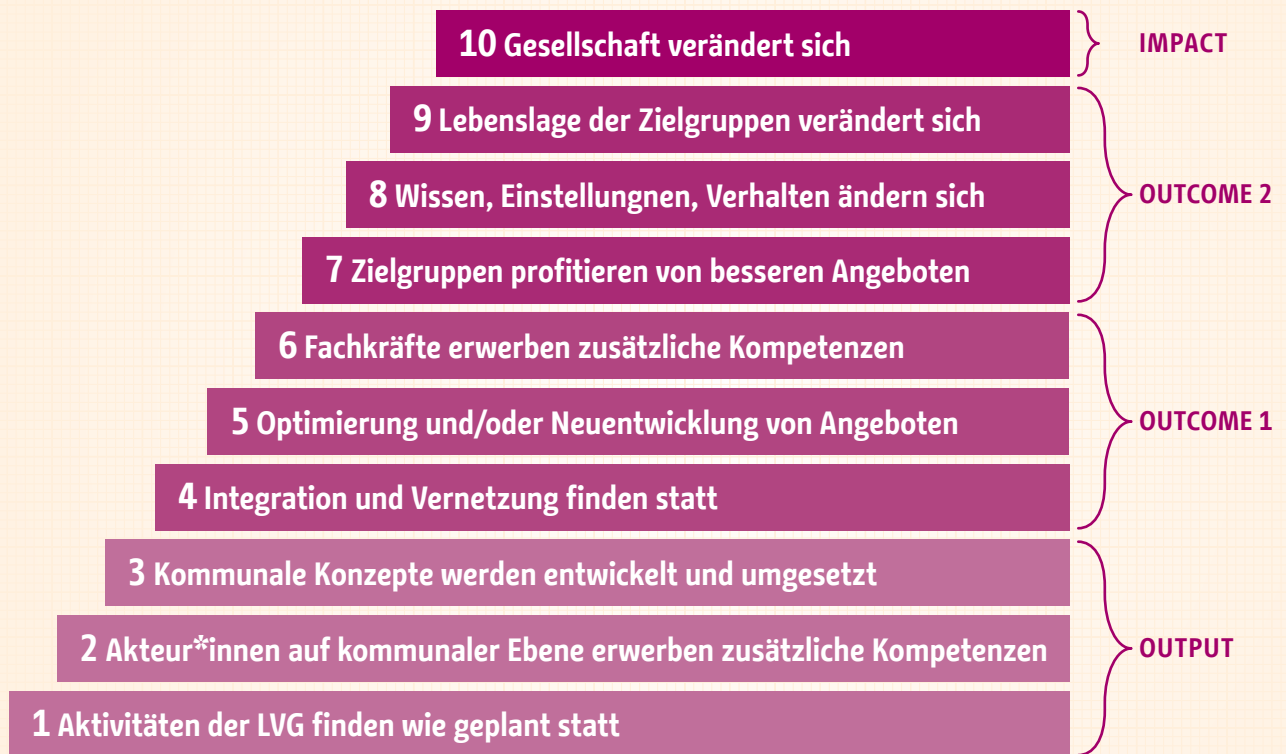 10 Gesellschaft verändert sich
IMPACT
9 Lebenslage der Zielgruppen verändert sich
8 Wissen, Einstellungnen, Verhalten ändern sich
OUTCOME 2
7 Zielgruppen profitieren von besseren Angeboten
6 Fachkräfte erwerben zusätzliche Kompetenzen
5 Optimierung und/oder Neuentwicklung von Angeboten
OUTCOME 1
4 Integration und Vernetzung finden statt
3 Kommunale Konzepte werden entwickelt und umgesetzt
2 Akteur*innen auf kommunaler Ebene erwerben zusätzliche Kompetenzen
OUTPUT
1 Aktivitäten der LVG finden wie geplant statt